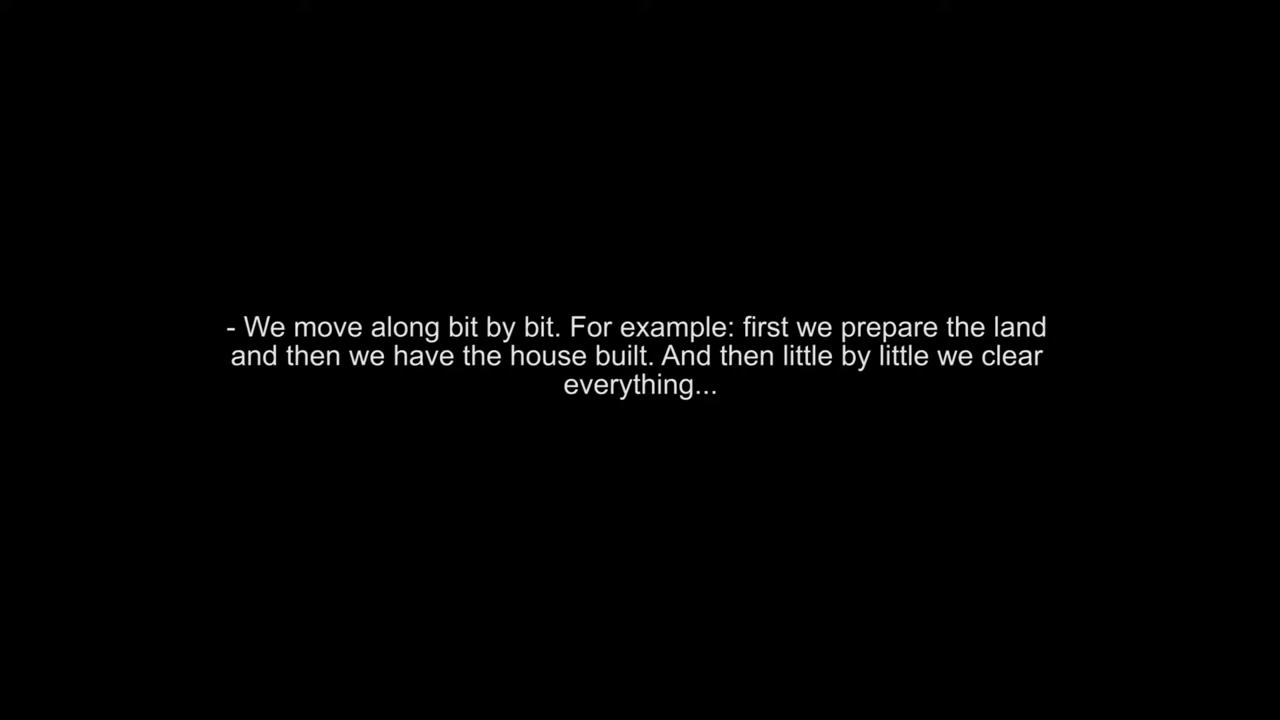 - We move along bit by bit. For example: first we prepare the land
and then we have the house built. And then little by little we clear
everything...